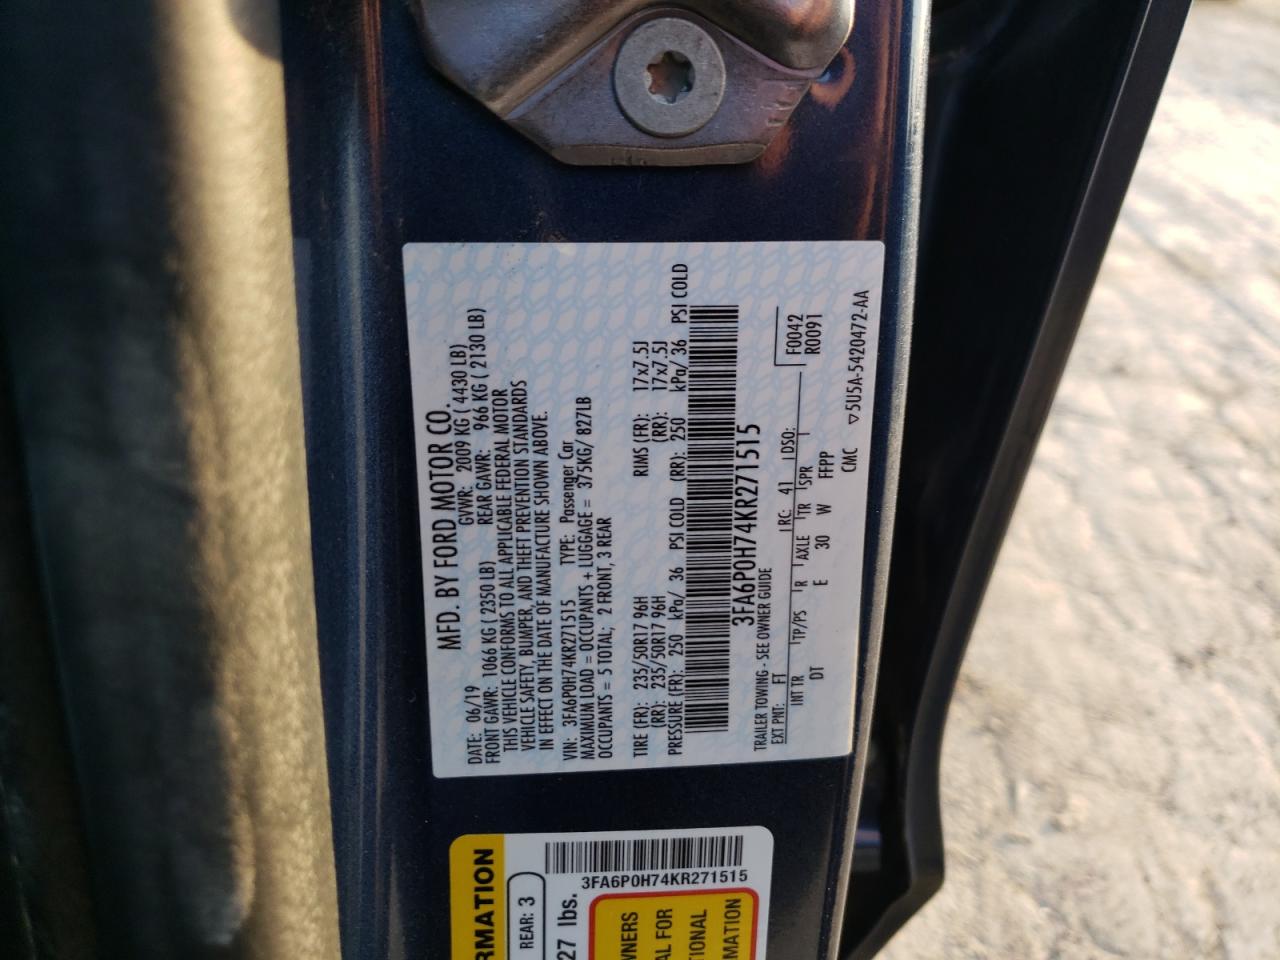 MFD. BY FORD MOTOR CO.
DATE: 06/19 GVWR: 2009 KG ( 4430 LB)
FRONT GAWR: 1066 KG ( 2350 LB) REAR GAWR: 966 KG ( 2130 LB)
THIS VEHICLE CONFORMS TO ALL APPLICABLE FEDERAL MOTOR
VEHICLE SAFETY, BUMPER, AND THEFT PREVENTION STANDARDS
IN EFFECT ON THE DATE OF MANUFACTURE SHOWN ABOVE.
VIN: 3FA6P0H74KR271515 TYPE: Passenger Car
MAXIMUM LOAD = OCCUPANTS + LUGGAGE = 375KG/ 827LB
OCCUPANTS = 5 TOTAL; 2 FRONT, 3 REAR
TIRE (FR): 235/50R17 96H RIMS (FR): 17x7.5J
(RR): 235/50R17 96H (RR): 17x7.5J
PRESSURE (FR): 250 kPa/ 36 PSI COLD (RR): 250 kPa/ 36 PSI COLD
3FA6P0H74KR271515
TRAILER TOWING - SEE OWNER GUIDE
EXT PNT: FT RC: 41 DSO: F0042
R0091
INT TR TP/PS R AXLE TR SPR
DT E 30 W FFPP
CMC ▽5U5A-5420472-AA
3FA6P0H74KR271515
RMATION
REAR: 3
27 lbs.
WNERS
AL FOR
TIONAL
MATION